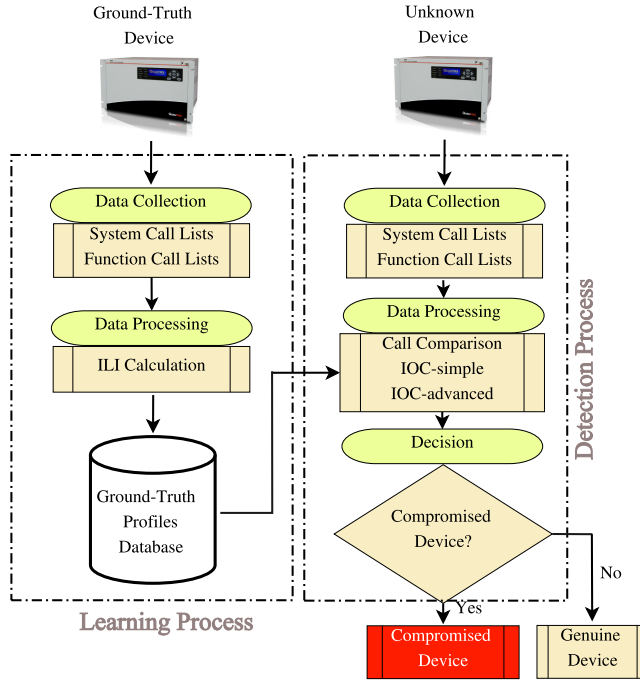 Ground-Truth
Device
Unknown
Device
Data Collection
System Call Lists
Function Call Lists
Data Processing
ILI Calculation
Ground-Truth
Profiles
Database
Learning Process
Data Collection
System Call Lists
Function Call Lists
Data Processing
Call Comparison
IOC-simple
IOC-advanced
Decision
Compromised
Device?
Detection Process
No
Yes
Compromised
Device
Genuine
Device